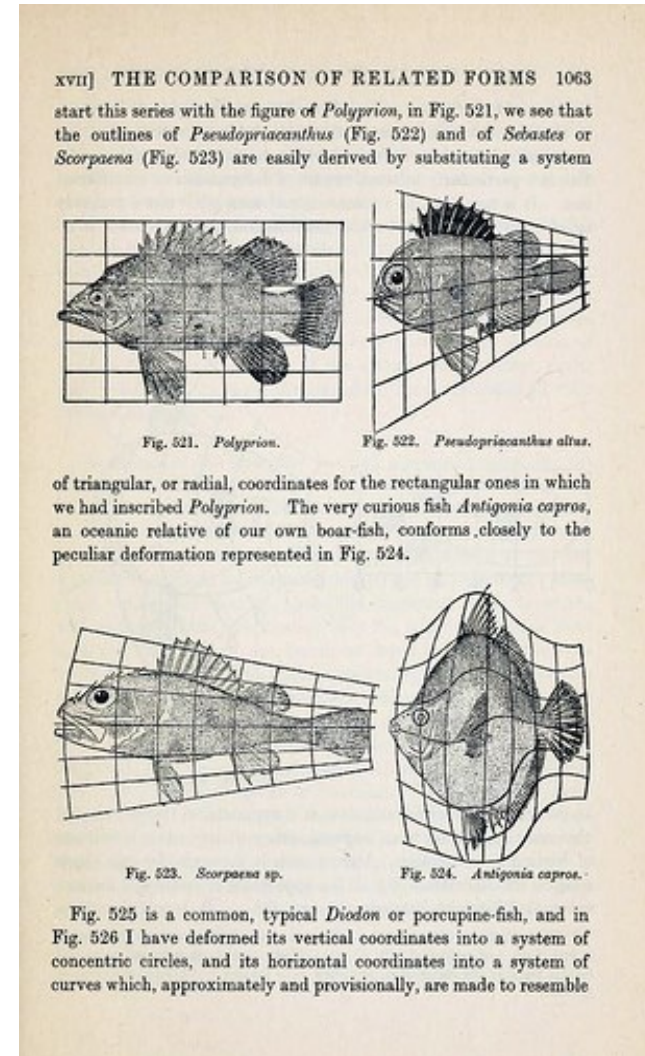 XVII] THE COMPARISON OF RELATED FORMS 1063
start this series with the figure of Polyprion, in Fig. 521, we see that
the outlines of Pseudopriacanthus (Fig. 522) and of Sebastes or
Scorpaena (Fig. 523) are easily derived by substituting a system
Fig. 521. Polyprion.
Fig. 522. Pseudopriacanthus altus.
of triangular, or radial, coordinates for the rectangular ones in which
we had inscribed Polyprion. The very curious fish Antigonia capros,
an oceanic relative of our own boar-fish, conforms closely to the
peculiar deformation represented in Fig. 524.
Fig. 523. Scorpaena sp.
Fig. 524. Antigonia capros.
Fig. 525 is a common, typical Diodon or porcupine-fish, and in
Fig. 526 I have deformed its vertical coordinates into a system of
concentric circles, and its horizontal coordinates into a system of
curves which, approximately and provisionally, are made to resemble